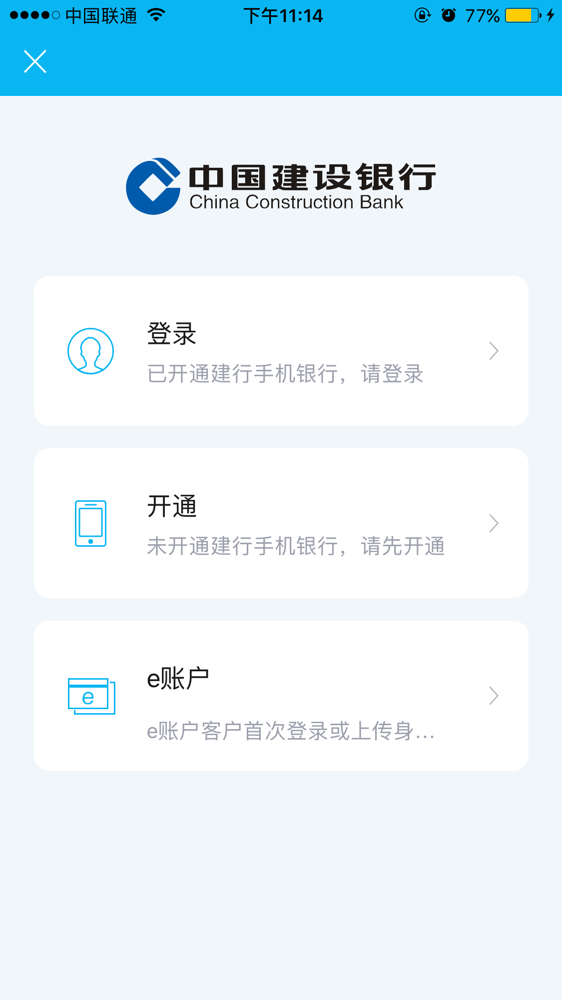 中国联通 下午11:14 77%
中国建设银行
China Construction Bank
登录
已开通建行手机银行，请登录
开通
未开通建行手机银行，请先开通
e账户
e
e账户客户首次登录或上传身...